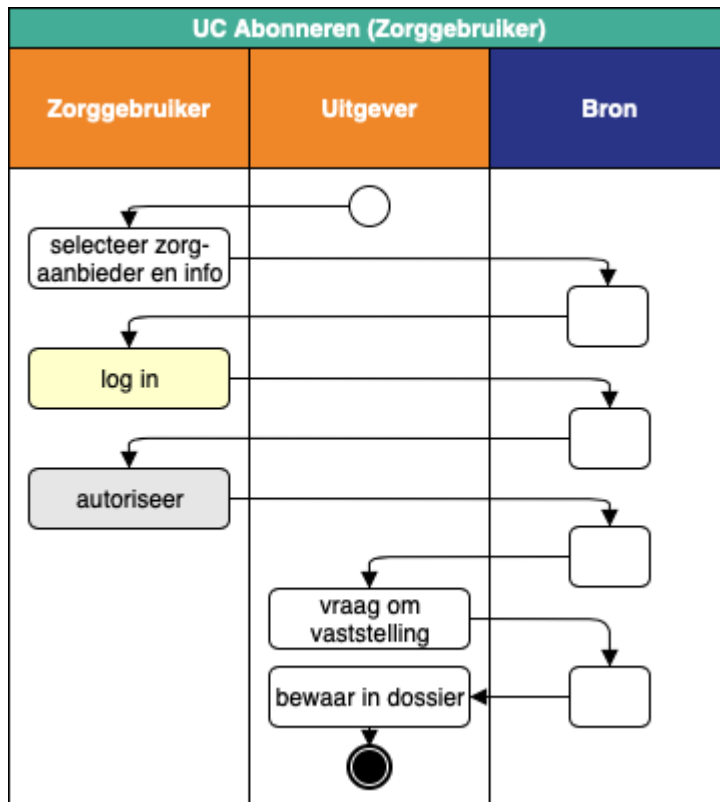 UC Abonneren (Zorggebruiker)
Zorggebruiker
Uitgever
Bron
selecteer zorg-
aanbieder en info
log in
autoriseer
vraag om
vaststelling
bewaar in dossier